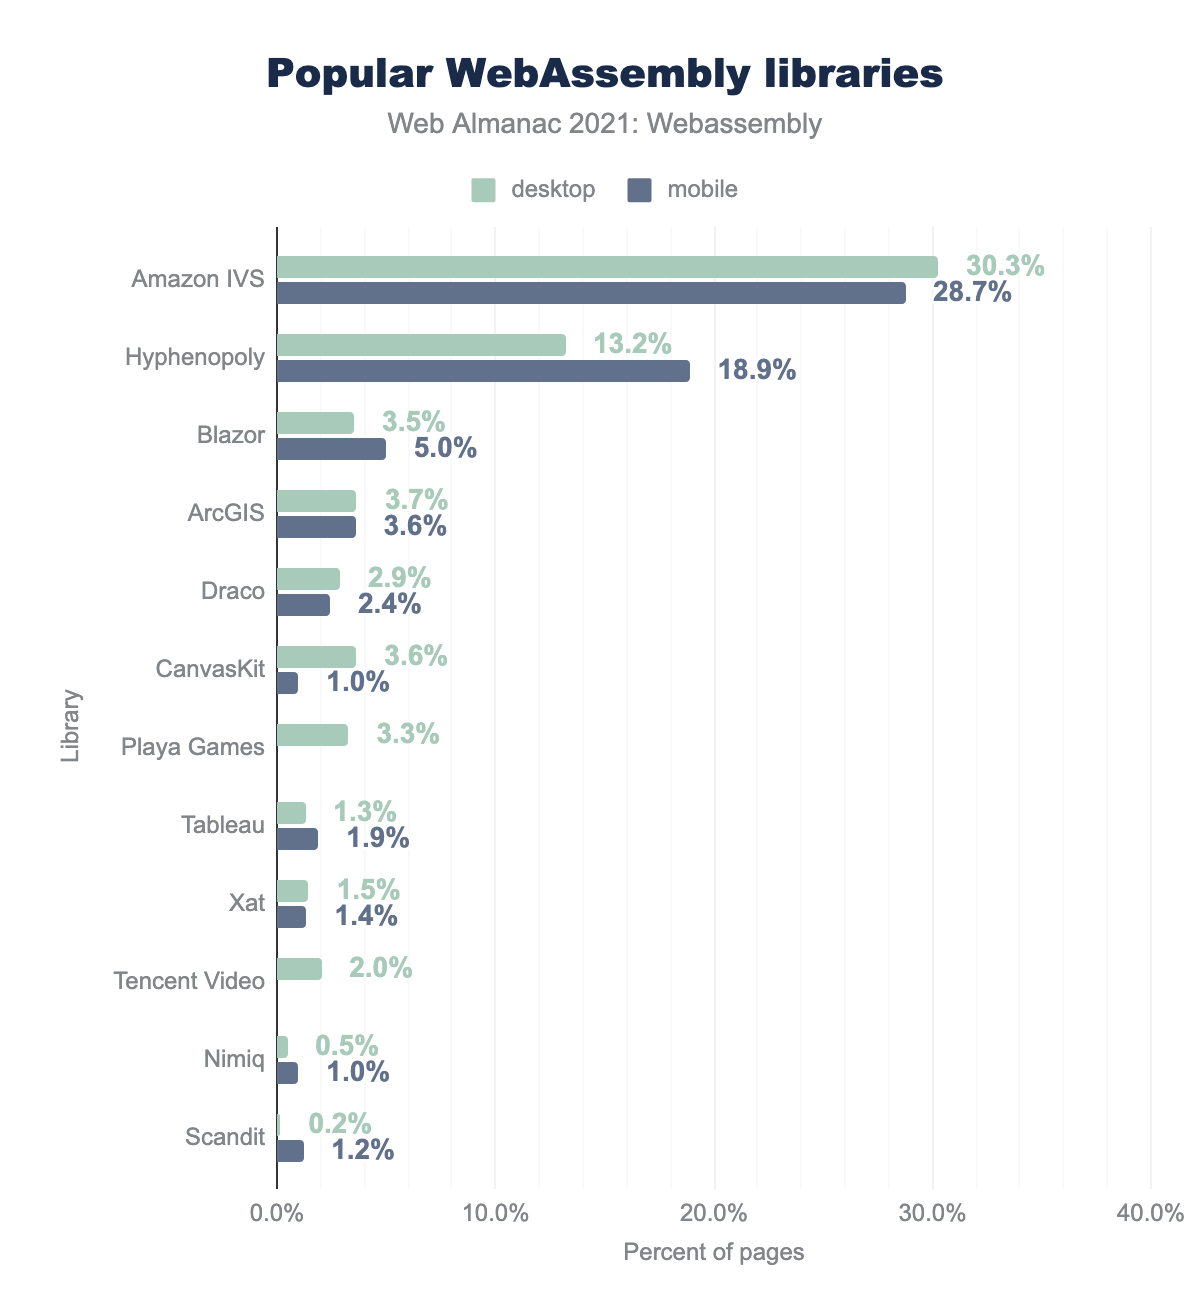 Popular WebAssembly libraries
Web Almanac 2021: Webassembly
desktop mobile
Amazon IVS 30.3%
28.7%
Hyphenopoly 13.2%
18.9%
Blazor 3.5%
5.0%
ArcGIS 3.7%
3.6%
Draco 2.9%
2.4%
CanvasKit 3.6%
1.0%
Playa Games 3.3%
Tableau 1.3%
1.9%
Xat 1.5%
1.4%
Tencent Video 2.0%
Nimiq 0.5%
1.0%
Scandit 0.2%
1.2%
Library
0.0% 10.0% 20.0% 30.0% 40.0%
Percent of pages